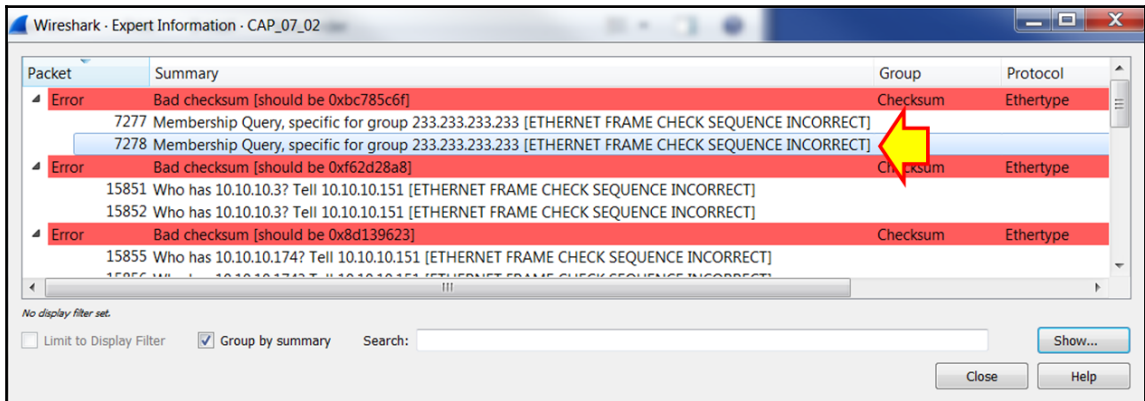 Wireshark · Expert Information · CAP_07_02
Packet Summary Group Protocol
Error Bad checksum [should be 0xbc785c6f] Checksum Ethertype
7277 Membership Query, specific for group 233.233.233.233 [ETHERNET FRAME CHECK SEQUENCE INCORRECT]
7278 Membership Query, specific for group 233.233.233.233 [ETHERNET FRAME CHECK SEQUENCE INCORRECT]
Error Bad checksum [should be 0xf62d28a8] Checksum Ethertype
15851 Who has 10.10.10.3? Tell 10.10.10.151 [ETHERNET FRAME CHECK SEQUENCE INCORRECT]
15852 Who has 10.10.10.3? Tell 10.10.10.151 [ETHERNET FRAME CHECK SEQUENCE INCORRECT]
Error Bad checksum [should be 0x8d139623] Checksum Ethertype
15855 Who has 10.10.10.174? Tell 10.10.10.151 [ETHERNET FRAME CHECK SEQUENCE INCORRECT]
No display filter set.
Limit to Display Filter Group by summary Search: Show...
Close Help